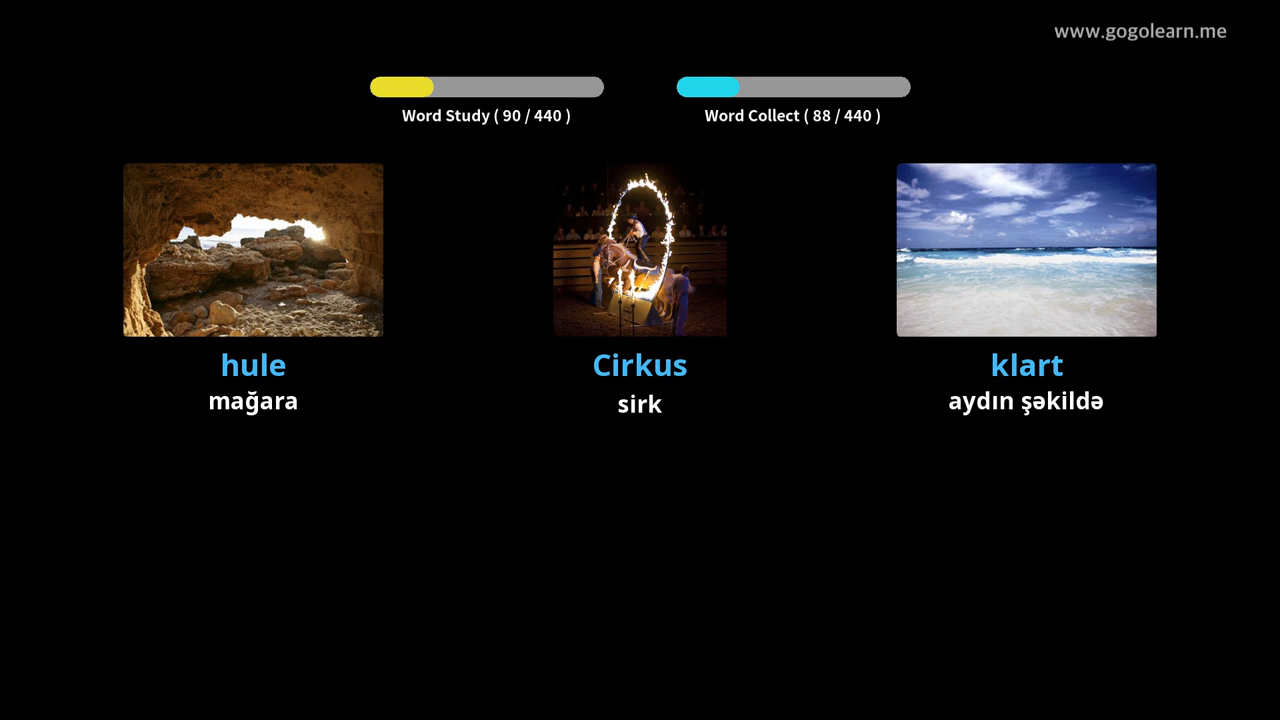 www.gogolearn.me
Word Study ( 90 / 440 )
Word Collect ( 88 / 440 )
hule
mağara
Cirkus
sirk
klart
aydın şəkildə